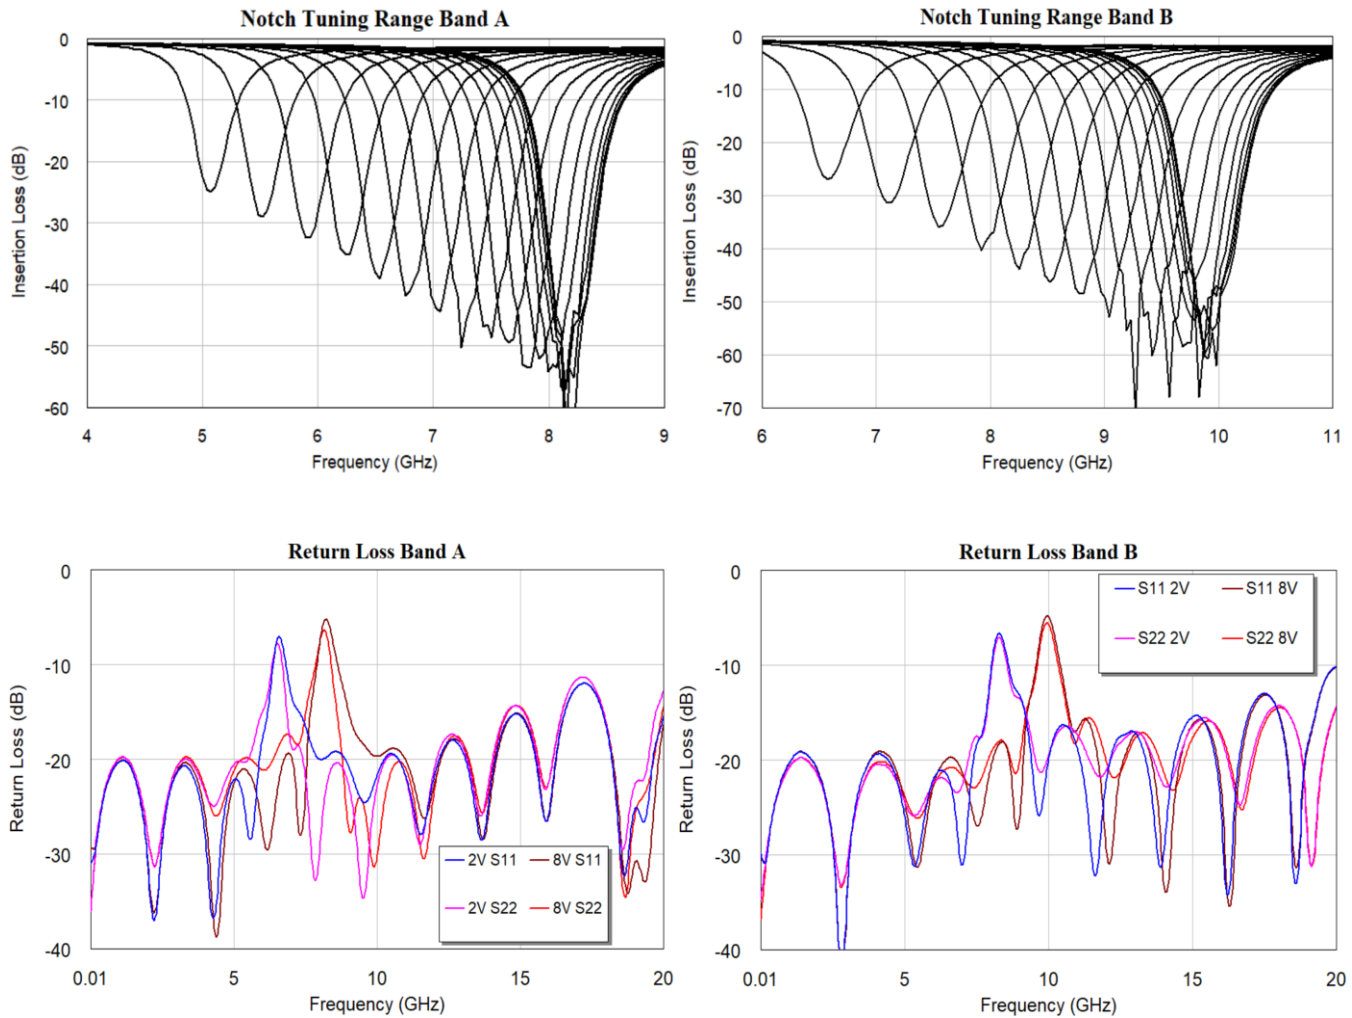 Notch Tuning Range Band A
0
-10
-20
-30
-40
-50
-60
Insertion Loss (dB)
4 5 6 7 8 9
Frequency (GHz)
Notch Tuning Range Band B
0
-10
-20
-30
-40
-50
-60
-70
Insertion Loss (dB)
6 7 8 9 10 11
Frequency (GHz)
Return Loss Band A
0
-10
-20
-30
-40
Return Loss (dB)
2V S11 8V S11
2V S22 8V S22
0.01 5 10 15 20
Frequency (GHz)
Return Loss Band B
0
-10
-20
-30
-40
Return Loss (dB)
S11 2V S11 8V
S22 2V S22 8V
0.01 5 10 15 20
Frequency (GHz)